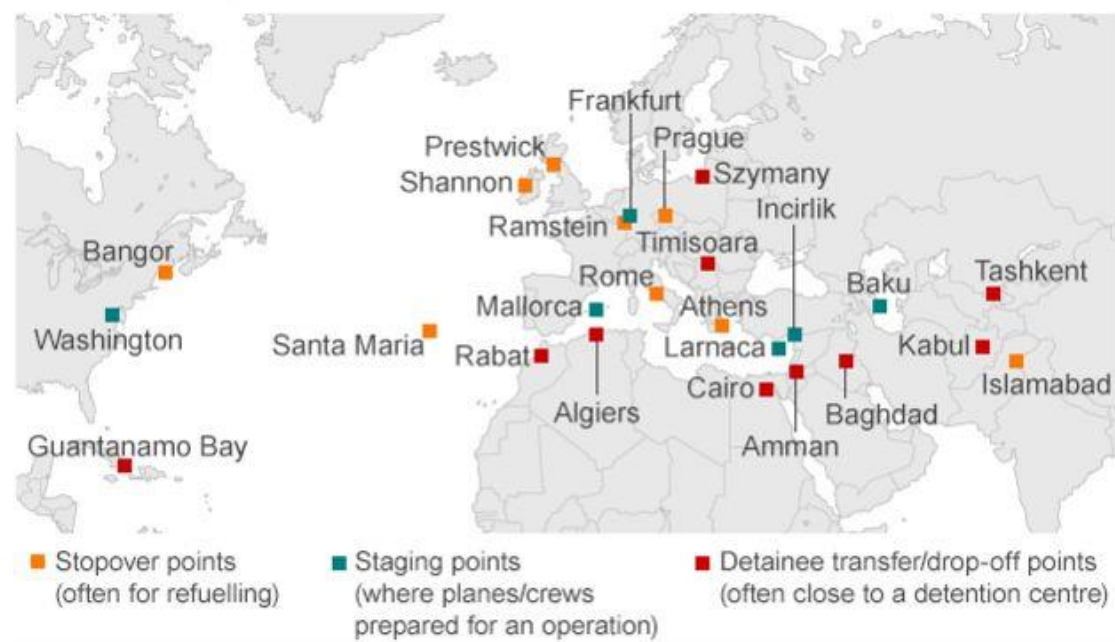 Frankfurt
Prague
Prestwick
Szymany
Shannon
Incirlik
Ramstein
Timisoara
Bangor
Rome
Baku
Tashkent
Mallorca
Athens
Washington
Santa Maria
Rabat
Larnaca
Kabul
Islamabad
Cairo
Algiers
Baghdad
Amman
Guantanamo Bay
Stopover points
(often for refuelling)
Staging points
(where planes/crews
prepared for an operation)
Detainee transfer/drop-off points
(often close to a detention centre)